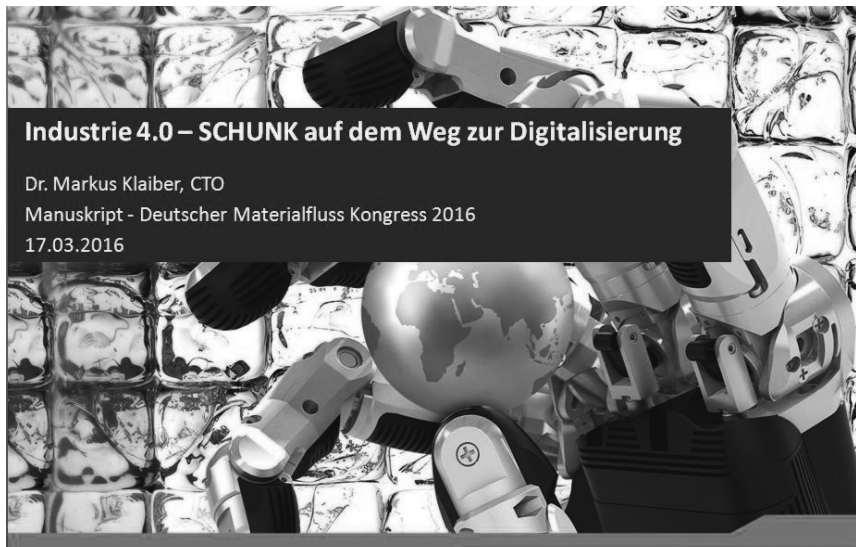 Industrie 4.0 – SCHUNK auf dem Weg zur Digitalisierung
Dr. Markus Klaiber, CTO
Manuskript - Deutscher Materialfluss Kongress 2016
17.03.2016